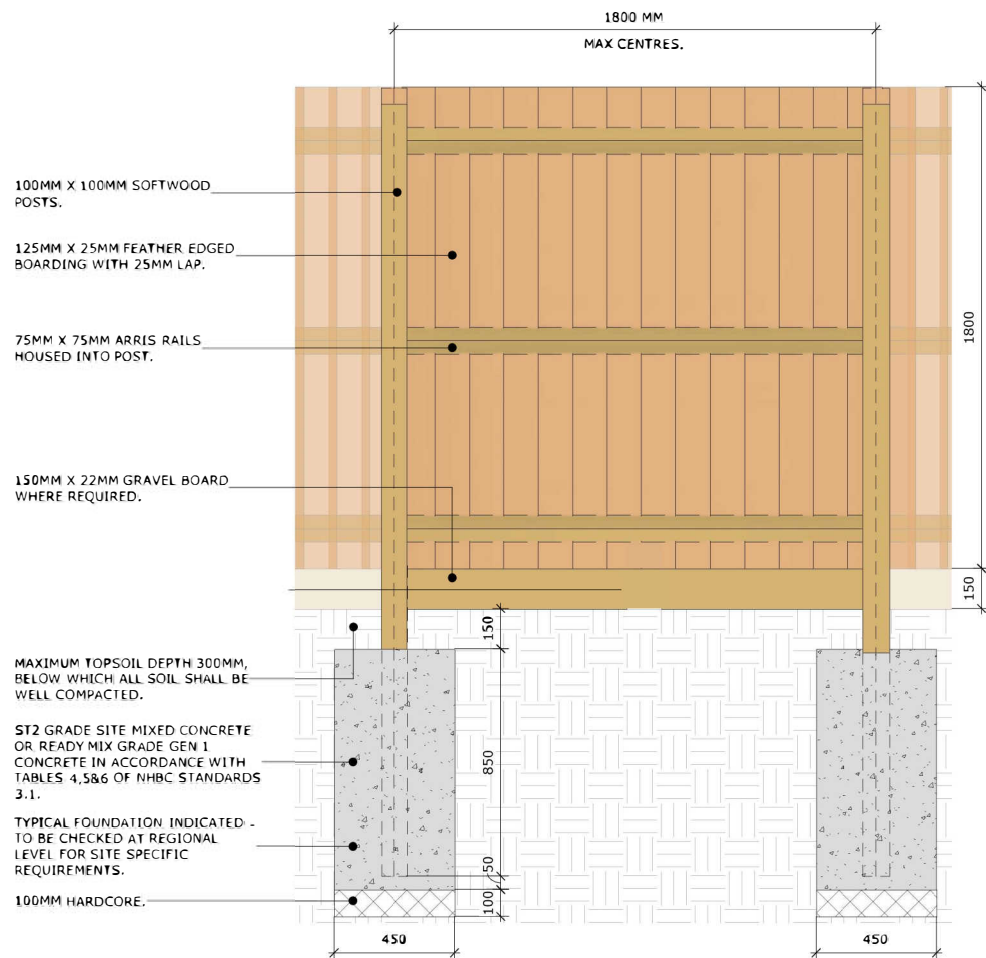 1800 MM
MAX CENTRES.
100MM X 100MM SOFTWOOD
POSTS.
125MM X 25MM FEATHER EDGED
BOARDING WITH 25MM LAP.
75MM X 75MM ARRIS RAILS
HOUSED INTO POST.
1800
150MM X 22MM GRAVEL BOARD
WHERE REQUIRED.
150
150
MAXIMUM TOPSOIL DEPTH 300MM,
BELOW WHICH ALL SOIL SHALL BE
WELL COMPACTED.
ST2 GRADE SITE MIXED CONCRETE
OR READY MIX GRADE GEN 1
CONCRETE IN ACCORDANCE WITH
TABLES 4,5&6 OF NHBC STANDARDS
3.1.
850
TYPICAL FOUNDATION INDICATED -
TO BE CHECKED AT REGIONAL
LEVEL FOR SITE SPECIFIC
REQUIREMENTS.
50
100MM HARDCORE.
100
450
450